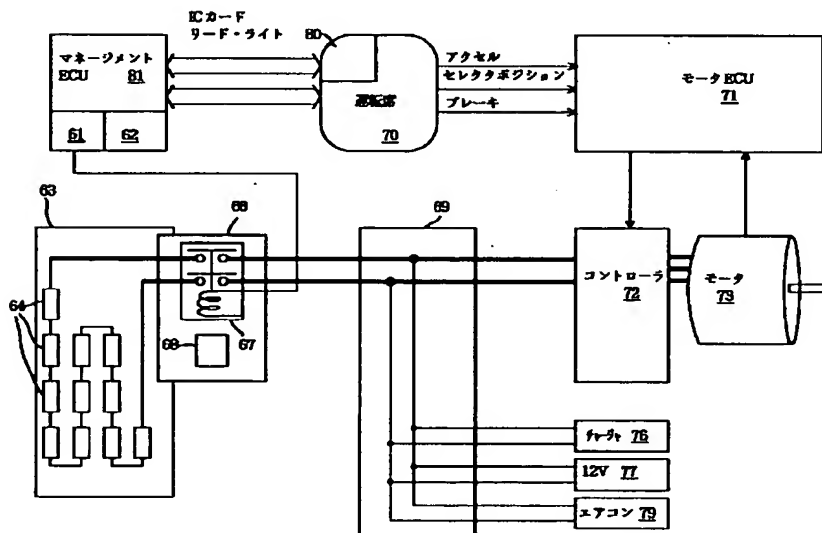 ICカード
リード・ライト
80
マネージメント
ECU 81
61 62
運転席
70
アクセル
セレクタポジション
ブレーキ
モータECU
71
63
66
69
64
67
68
コントローラ
72
モータ
73
チャージャ 76
12V 77
エアコン 79